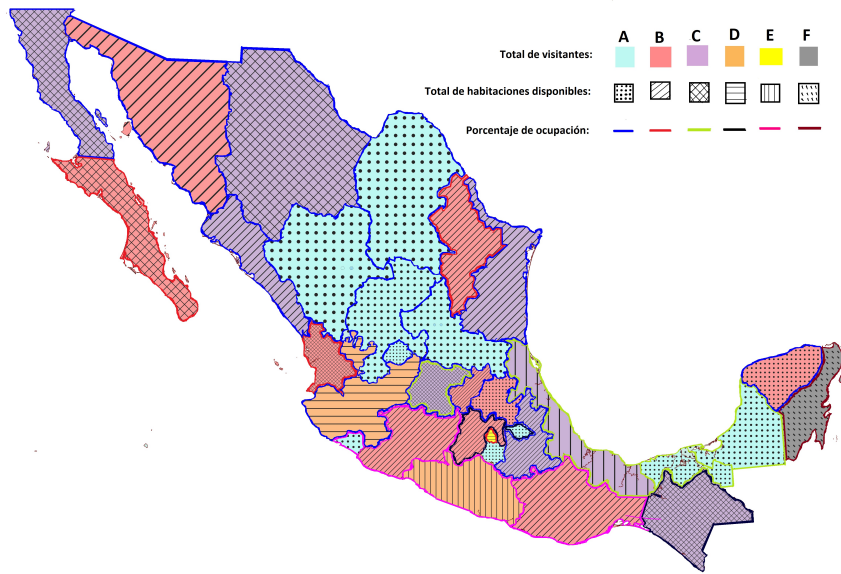 A B C D E F
Total de visitantes:
Total de habitaciones disponibles:
Porcentaje de ocupación: